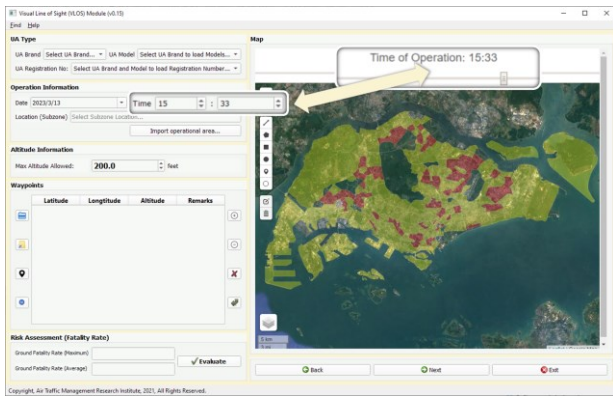 Visual Line of Sight (VLOS) Module (v0.15)
Find Help
UA Type
UA Brand Select UA Brand... UA Model Select UA Brand to load Models...
UA Registration No: Select UA Brand and Model to load Registration Number...
Operation Information
Date 2023/3/13 Time 15 : 33
Location (Subzone) Select Subzone Location...
Import operational area...
Altitude Information
Max Altitude Allowed: 200.0 feet
Waypoints
Latitude Longtitude Altitude Remarks
Risk Assessment (Fatality Rate)
Ground Fatality Rate (Maximum)
Ground Fatality Rate (Average)
Evaluate
Map
Time of Operation: 15:33
5 km
Back Next Exit
Copyright, Air Traffic Management Research Institute, 2021, All Rights Reserved.